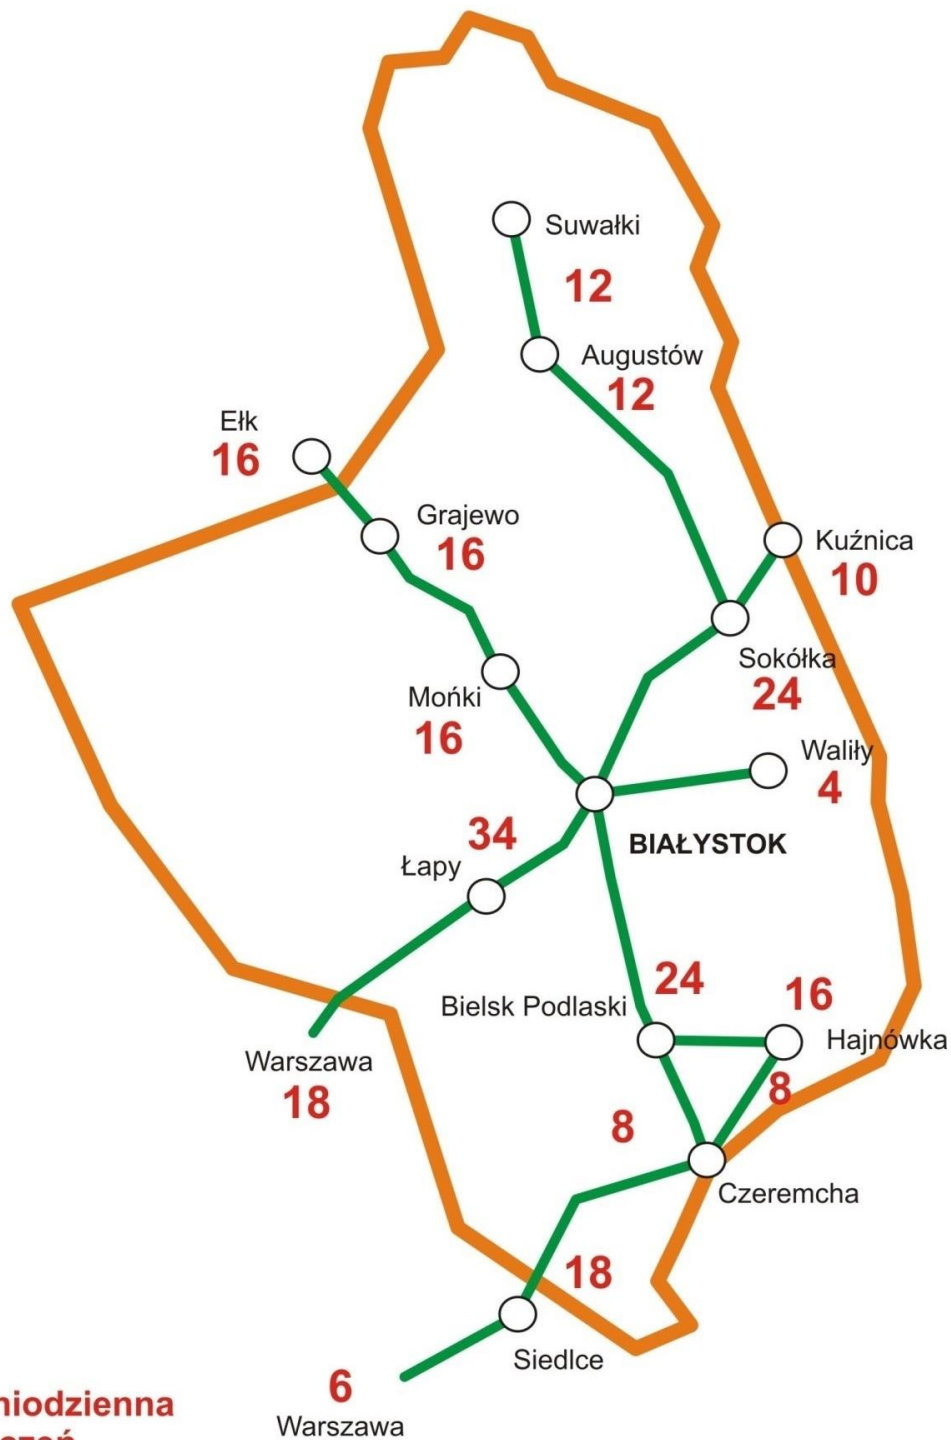 Suwałki
12
Augustów
12
Ełk
16
Grajewo
16
Kuźnica
10
Sokółka
24
Mońki
16
Waliły
4
34
BIAŁYSTOK
Łapy
24
16
Bielsk Podlaski
Hajnówka
Warszawa
18
8
8
Czeremcha
18
Siedlce
6
Warszawa
niodzienna